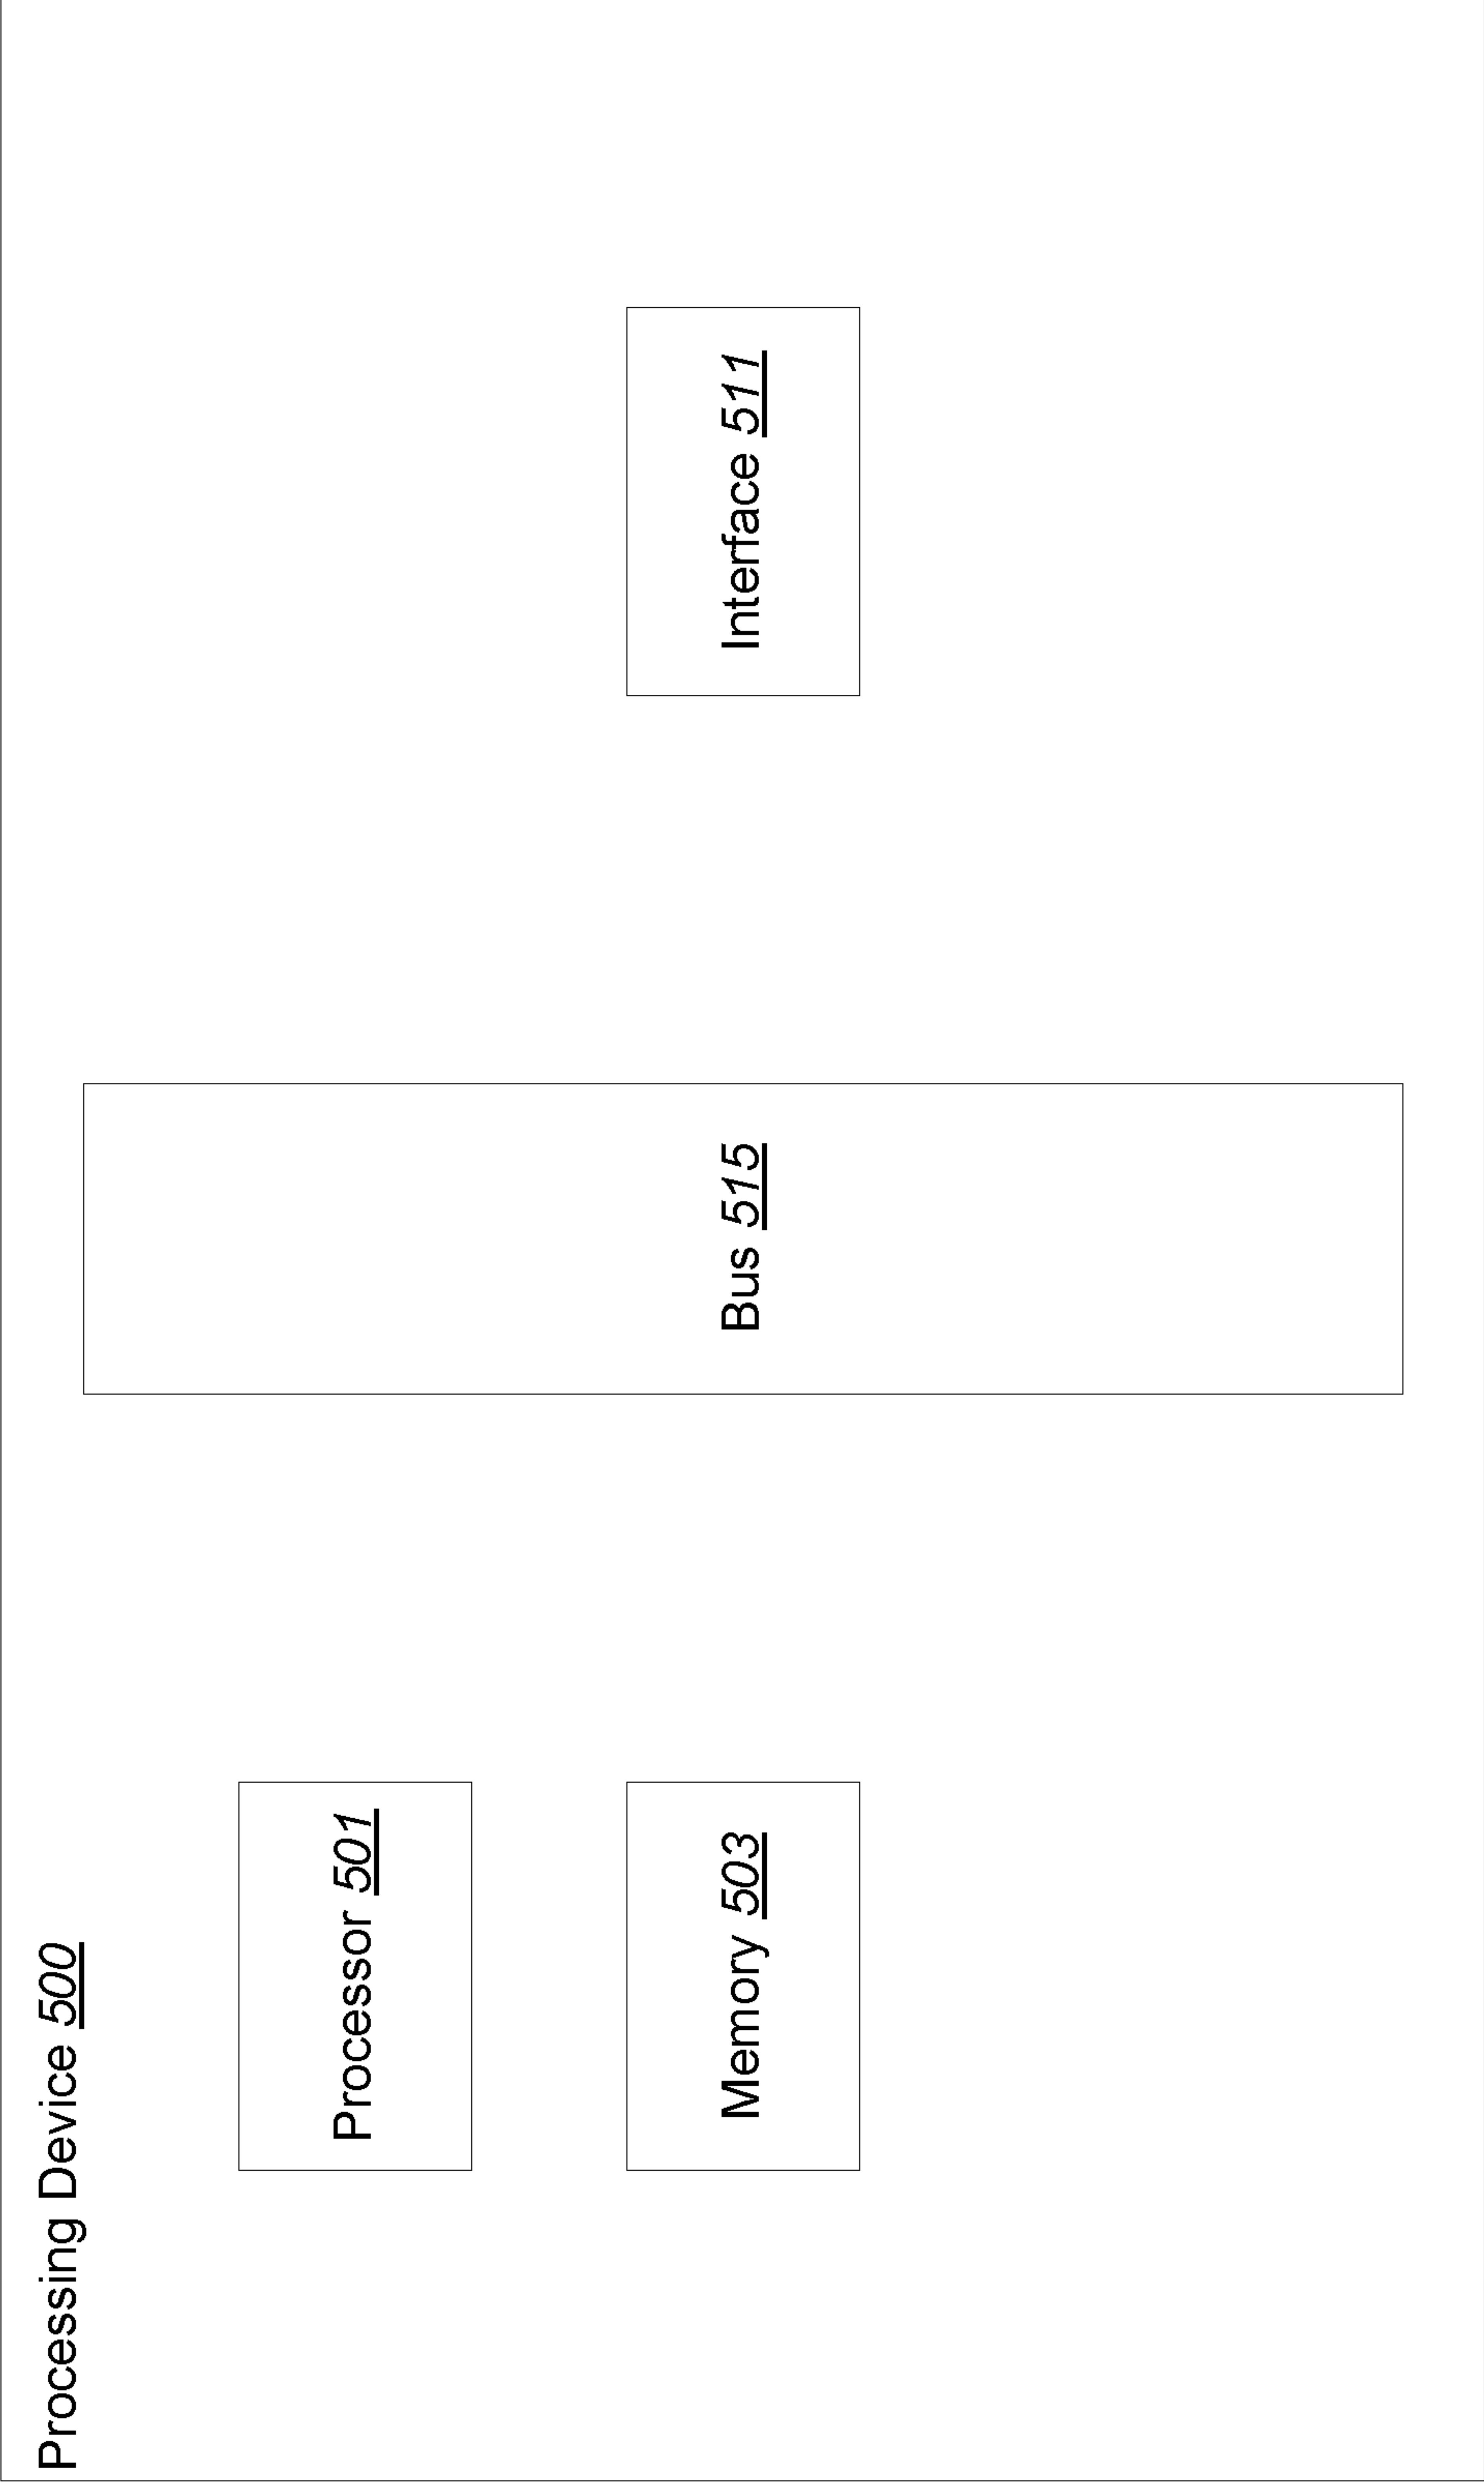 Processing Device 500
Processor 501
Memory 503
Bus 515
Interface 511